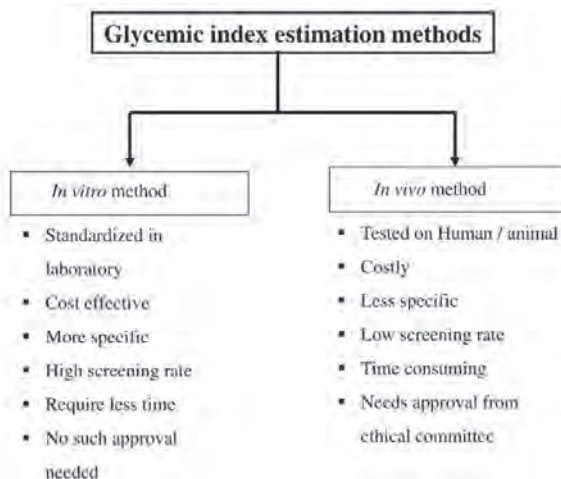 Glycemic index estimation methods
In vitro method
▪ Standardized in
laboratory
▪ Cost effective
▪ More specific
▪ High screening rate
▪ Require less time
▪ No such approval
needed
In vivo method
▪ Tested on Human / animal
▪ Costly
▪ Less specific
▪ Low screening rate
▪ Time consuming
▪ Needs approval from
ethical committee